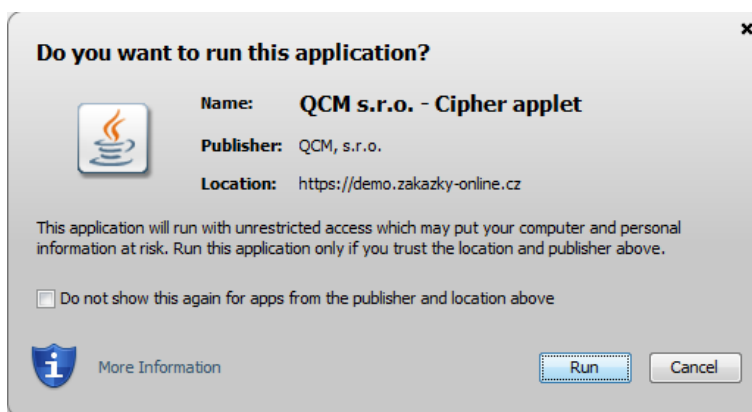 Do you want to run this application?
Name: QCM s.r.o. - Cipher applet
Publisher: QCM, s.r.o.
Location: https://demo.zakazky-online.cz
This application will run with unrestricted access which may put your computer and personal
information at risk. Run this application only if you trust the location and publisher above.
Do not show this again for apps from the publisher and location above
More Information
Run
Cancel